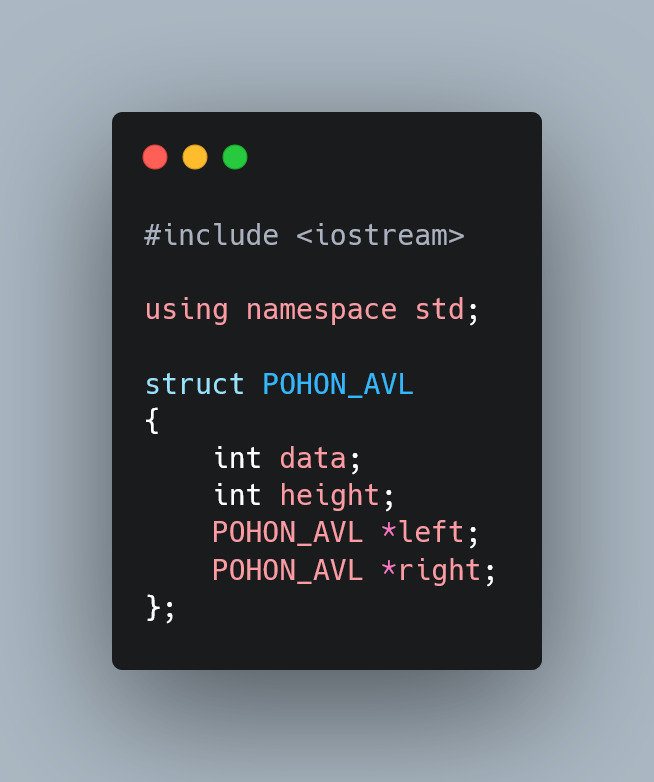 #include <iostream>
using namespace std;
struct POHON_AVL
{
    int data;
    int height;
    POHON_AVL *left;
    POHON_AVL *right;
};